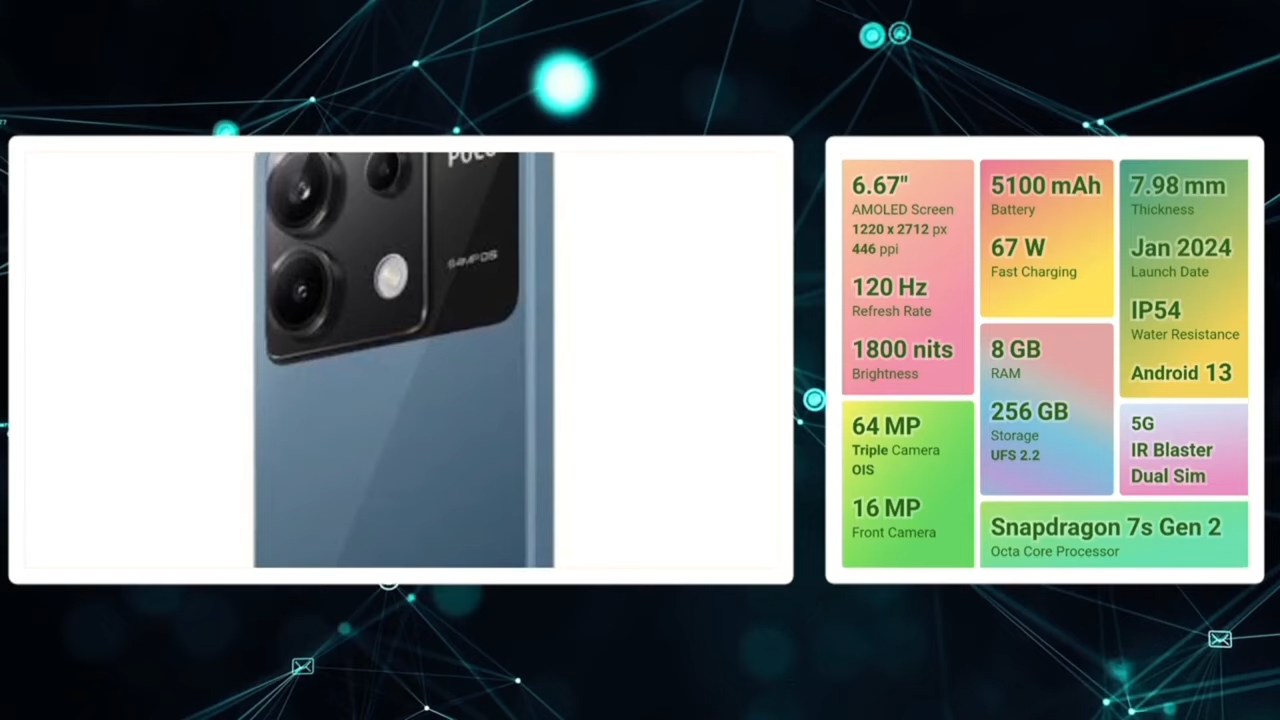 POCO
64MP OIS
6.67"
AMOLED Screen
1220 x 2712 px
446 ppi
120 Hz
Refresh Rate
1800 nits
Brightness
64 MP
Triple Camera
OIS
16 MP
Front Camera
5100 mAh
Battery
67 W
Fast Charging
8 GB
RAM
256 GB
Storage
UFS 2.2
7.98 mm
Thickness
Jan 2024
Launch Date
IP54
Water Resistance
Android 13
5G
IR Blaster
Dual Sim
Snapdragon 7s Gen 2
Octa Core Processor